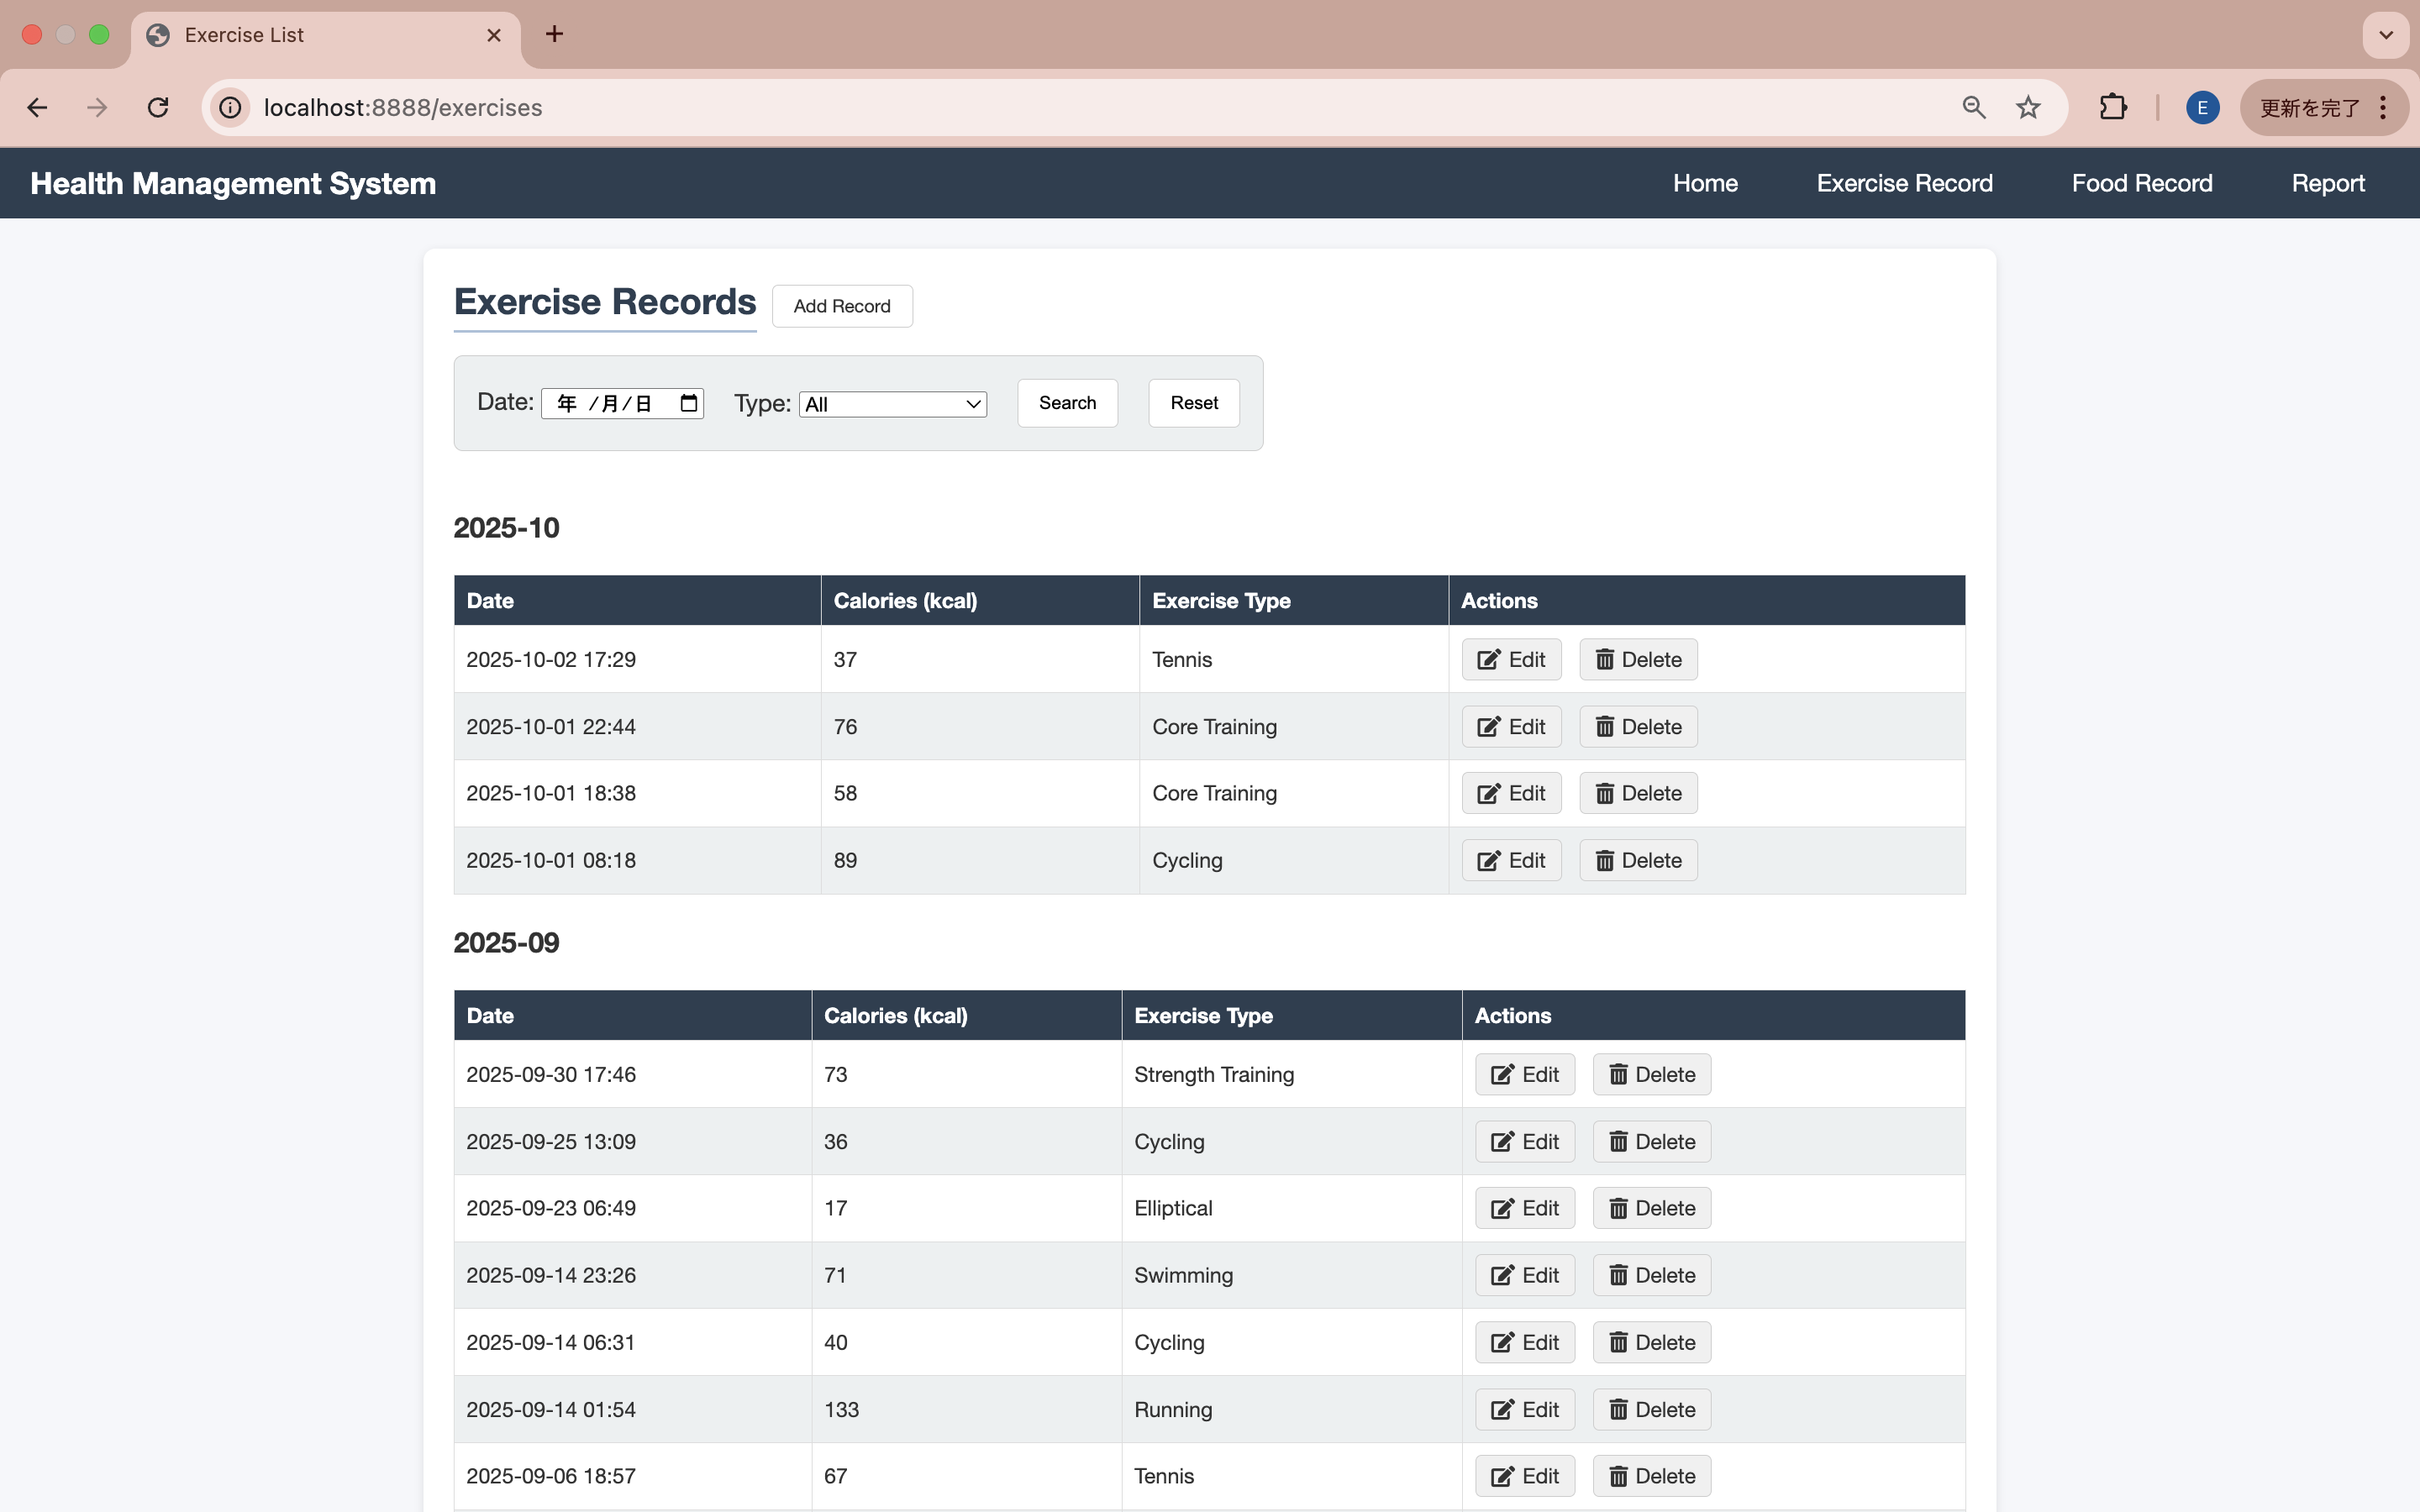 Exercise List
localhost:8888/exercises
E
更新を完了
Health Management System
Home
Exercise Record
Food Record
Report
Exercise Records
Add Record
Date: 年 /月/日 Type: All Search Reset
2025-10
Date Calories (kcal) Exercise Type Actions
2025-10-02 17:29 37 Tennis Edit Delete
2025-10-01 22:44 76 Core Training Edit Delete
2025-10-01 18:38 58 Core Training Edit Delete
2025-10-01 08:18 89 Cycling Edit Delete
2025-09
Date Calories (kcal) Exercise Type Actions
2025-09-30 17:46 73 Strength Training Edit Delete
2025-09-25 13:09 36 Cycling Edit Delete
2025-09-23 06:49 17 Elliptical Edit Delete
2025-09-14 23:26 71 Swimming Edit Delete
2025-09-14 06:31 40 Cycling Edit Delete
2025-09-14 01:54 133 Running Edit Delete
2025-09-06 18:57 67 Tennis Edit Delete